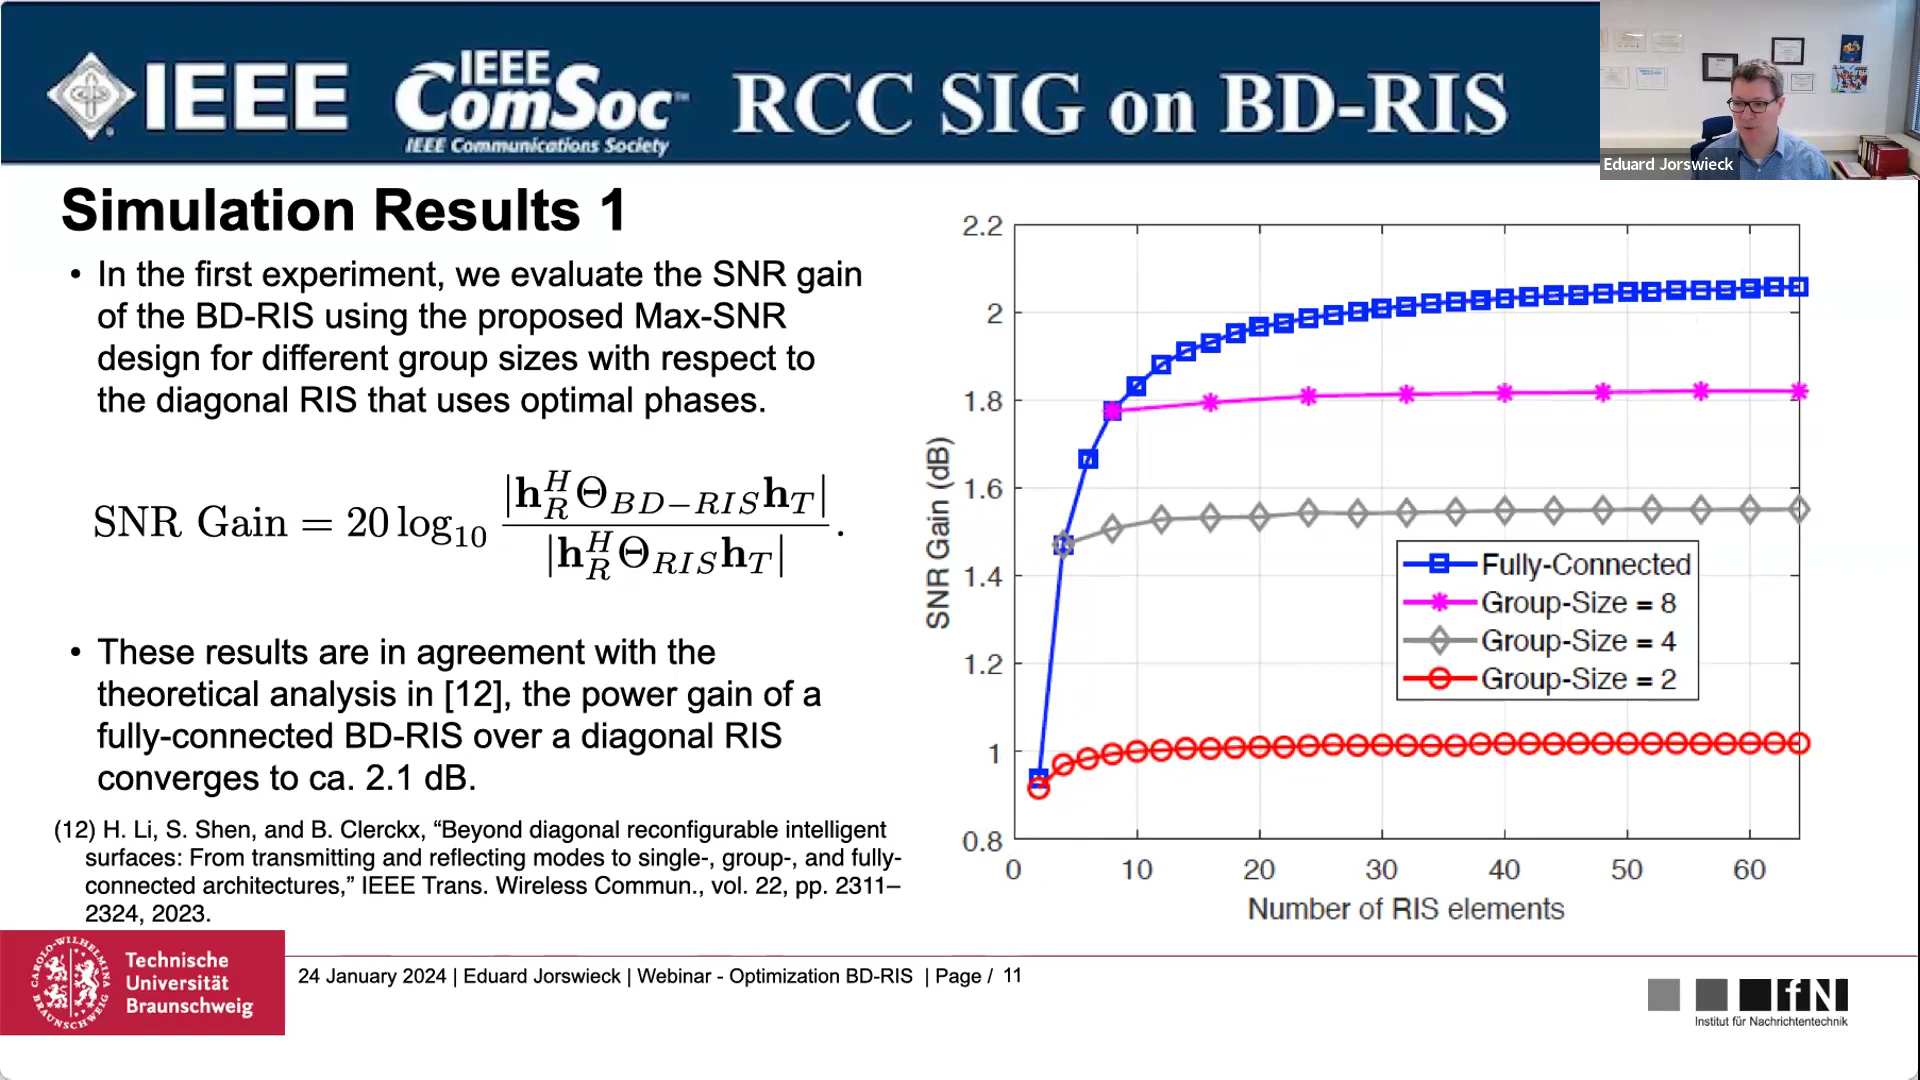 IEEE IEEE ComSoc™ RCC SIG on BD-RIS
IEEE Communications Society
Eduard Jorswieck
Simulation Results 1
• In the first experiment, we evaluate the SNR gain
of the BD-RIS using the proposed Max-SNR
design for different group sizes with respect to
the diagonal RIS that uses optimal phases.
SNR Gain = 20 log₁₀ |𝐡_R^H Θ_{BD−RIS} 𝐡_T| / |𝐡_R^H Θ_{RIS} 𝐡_T| .
• These results are in agreement with the
theoretical analysis in [12], the power gain of a
fully-connected BD-RIS over a diagonal RIS
converges to ca. 2.1 dB.
(12) H. Li, S. Shen, and B. Clerckx, “Beyond diagonal reconfigurable intelligent
surfaces: From transmitting and reflecting modes to single-, group-, and fully-
connected architectures,” IEEE Trans. Wireless Commun., vol. 22, pp. 2311–
2324, 2023.
SNR Gain (dB)
2.2
2
1.8
1.6
1.4
1.2
1
0.8
0 10 20 30 40 50 60
Number of RIS elements
Fully-Connected
Group-Size = 8
Group-Size = 4
Group-Size = 2
Technische
Universität
Braunschweig
24 January 2024 | Eduard Jorswieck | Webinar - Optimization BD-RIS | Page / 11
IfN
Institut für Nachrichtentechnik